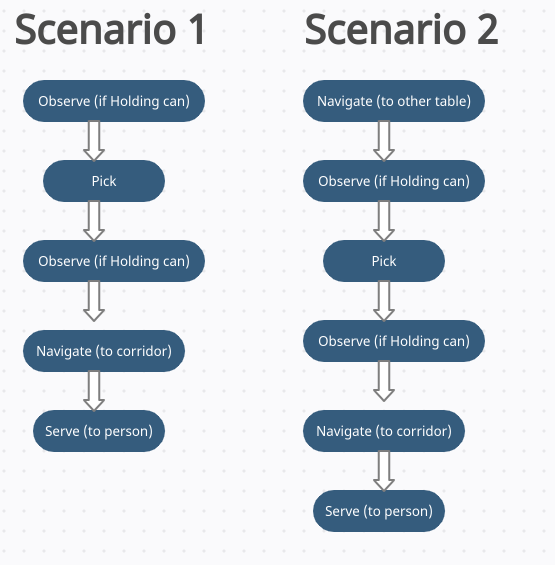 Scenario 1
Observe (if Holding can)
Pick
Observe (if Holding can)
Navigate (to corridor)
Serve (to person)
Scenario 2
Navigate (to other table)
Observe (if Holding can)
Pick
Observe (if Holding can)
Navigate (to corridor)
Serve (to person)